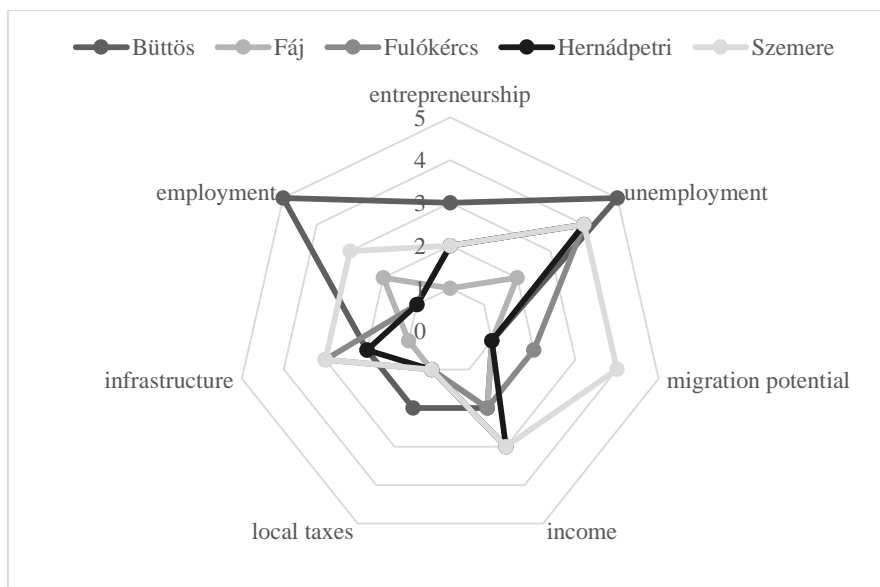 Büttös Fáj Fulókércs Hernádpetri Szemere
entrepreneurship
5
4
employment
unemployment
3
2
1
0
infrastructure
migration potential
local taxes
income